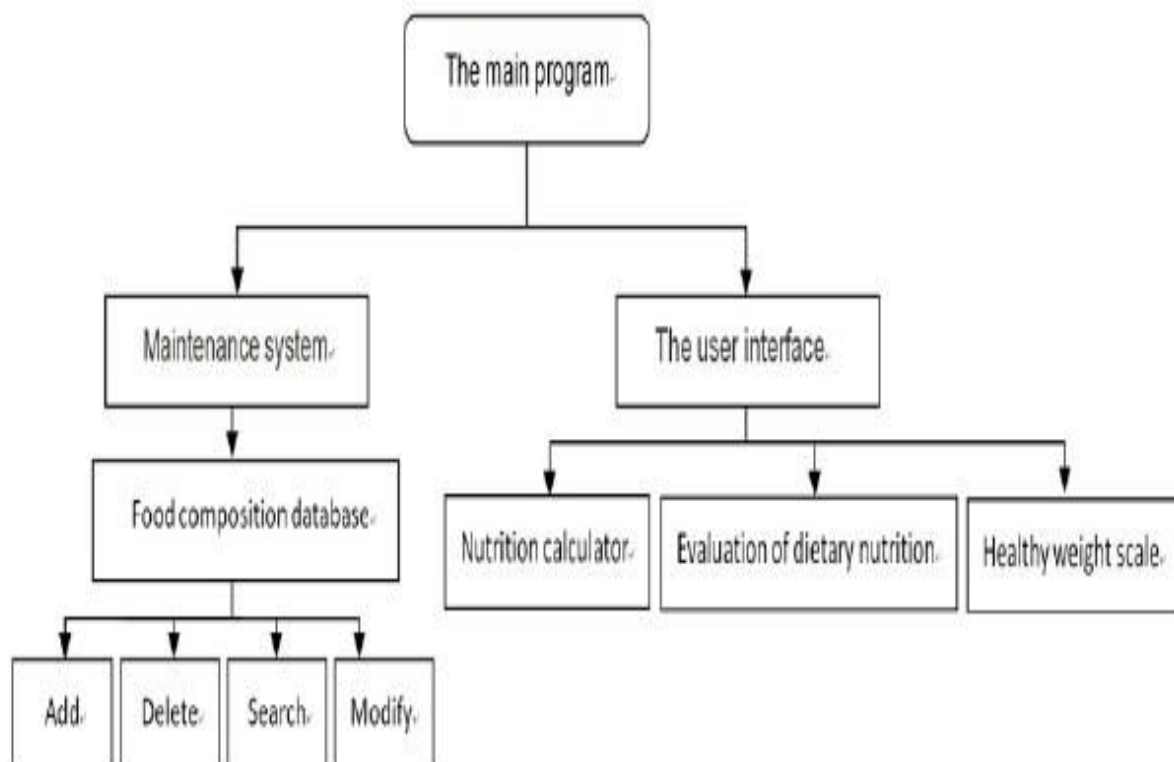 The main program
Maintenance system
The user interface
Food composition database
Nutrition calculator
Evaluation of dietary nutrition
Healthy weight scale
Add
Delete
Search
Modify